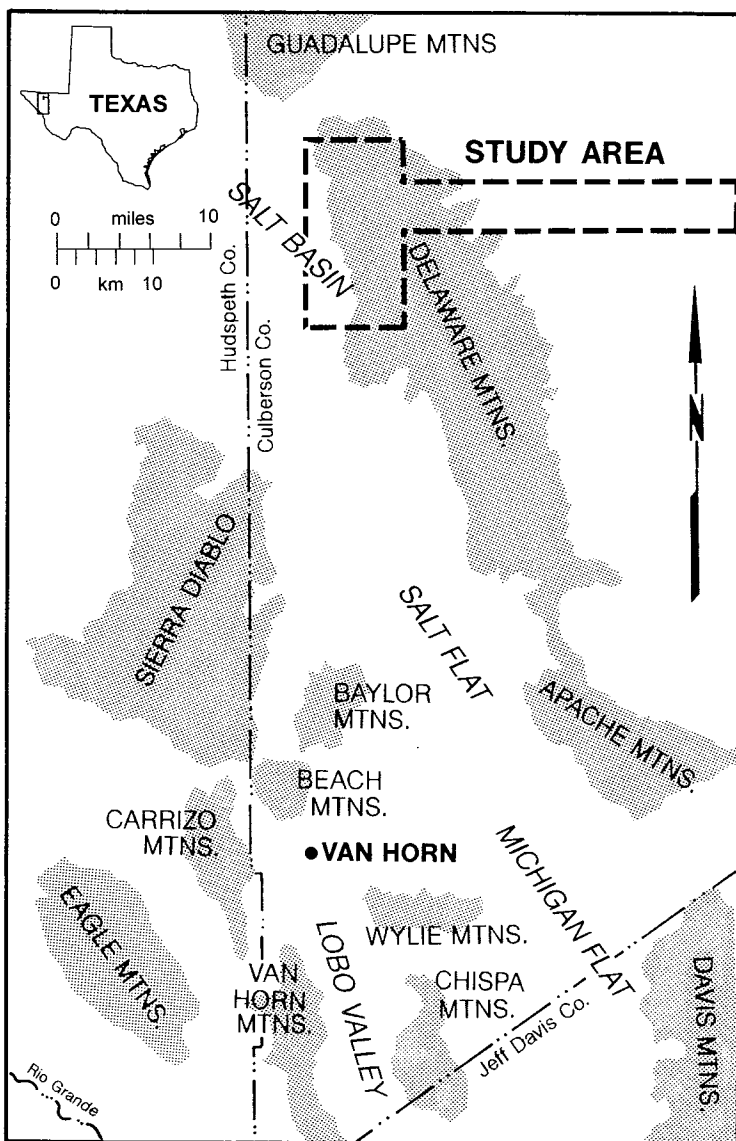 GUADALUPE MTNS
TEXAS
STUDY AREA
0 miles 10
0 km 10
SALT BASIN
DELAWARE MTNS.
Hudspeth Co.
Culberson Co.
N
SIERRA DIABLO
SALT FLAT
BAYLOR
MTNS.
APACHE MTNS.
BEACH
MTNS.
CARRIZO
MTNS.
VAN HORN
MICHIGAN FLAT
EAGLE MTNS.
WYLIE MTNS.
LOBO VALLEY
VAN
HORN
MTNS.
CHISPA
MTNS.
DAVIS MTNS.
Jeff Davis Co.
Rio Grande